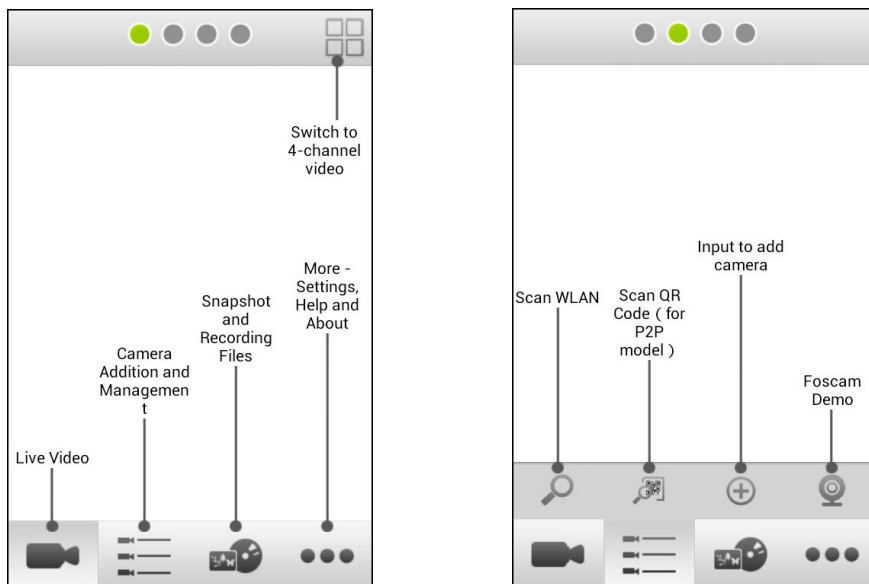 Switch to
4-channel
video
More -
Settings,
Help and
About
Snapshot
and
Recording
Files
Camera
Addition and
Managemen
t
Live Video
Input to add
camera
Scan WLAN
Scan QR
Code ( for
P2P
model )
Foscam
Demo